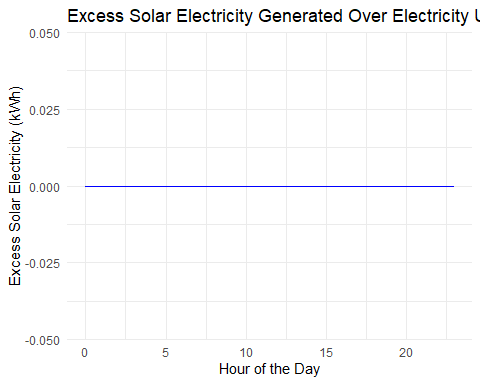 Excess Solar Electricity Generated Over Electricity U
0.050
0.025
0.000
-0.025
-0.050
Excess Solar Electricity (kWh)
0 5 10 15 20
Hour of the Day